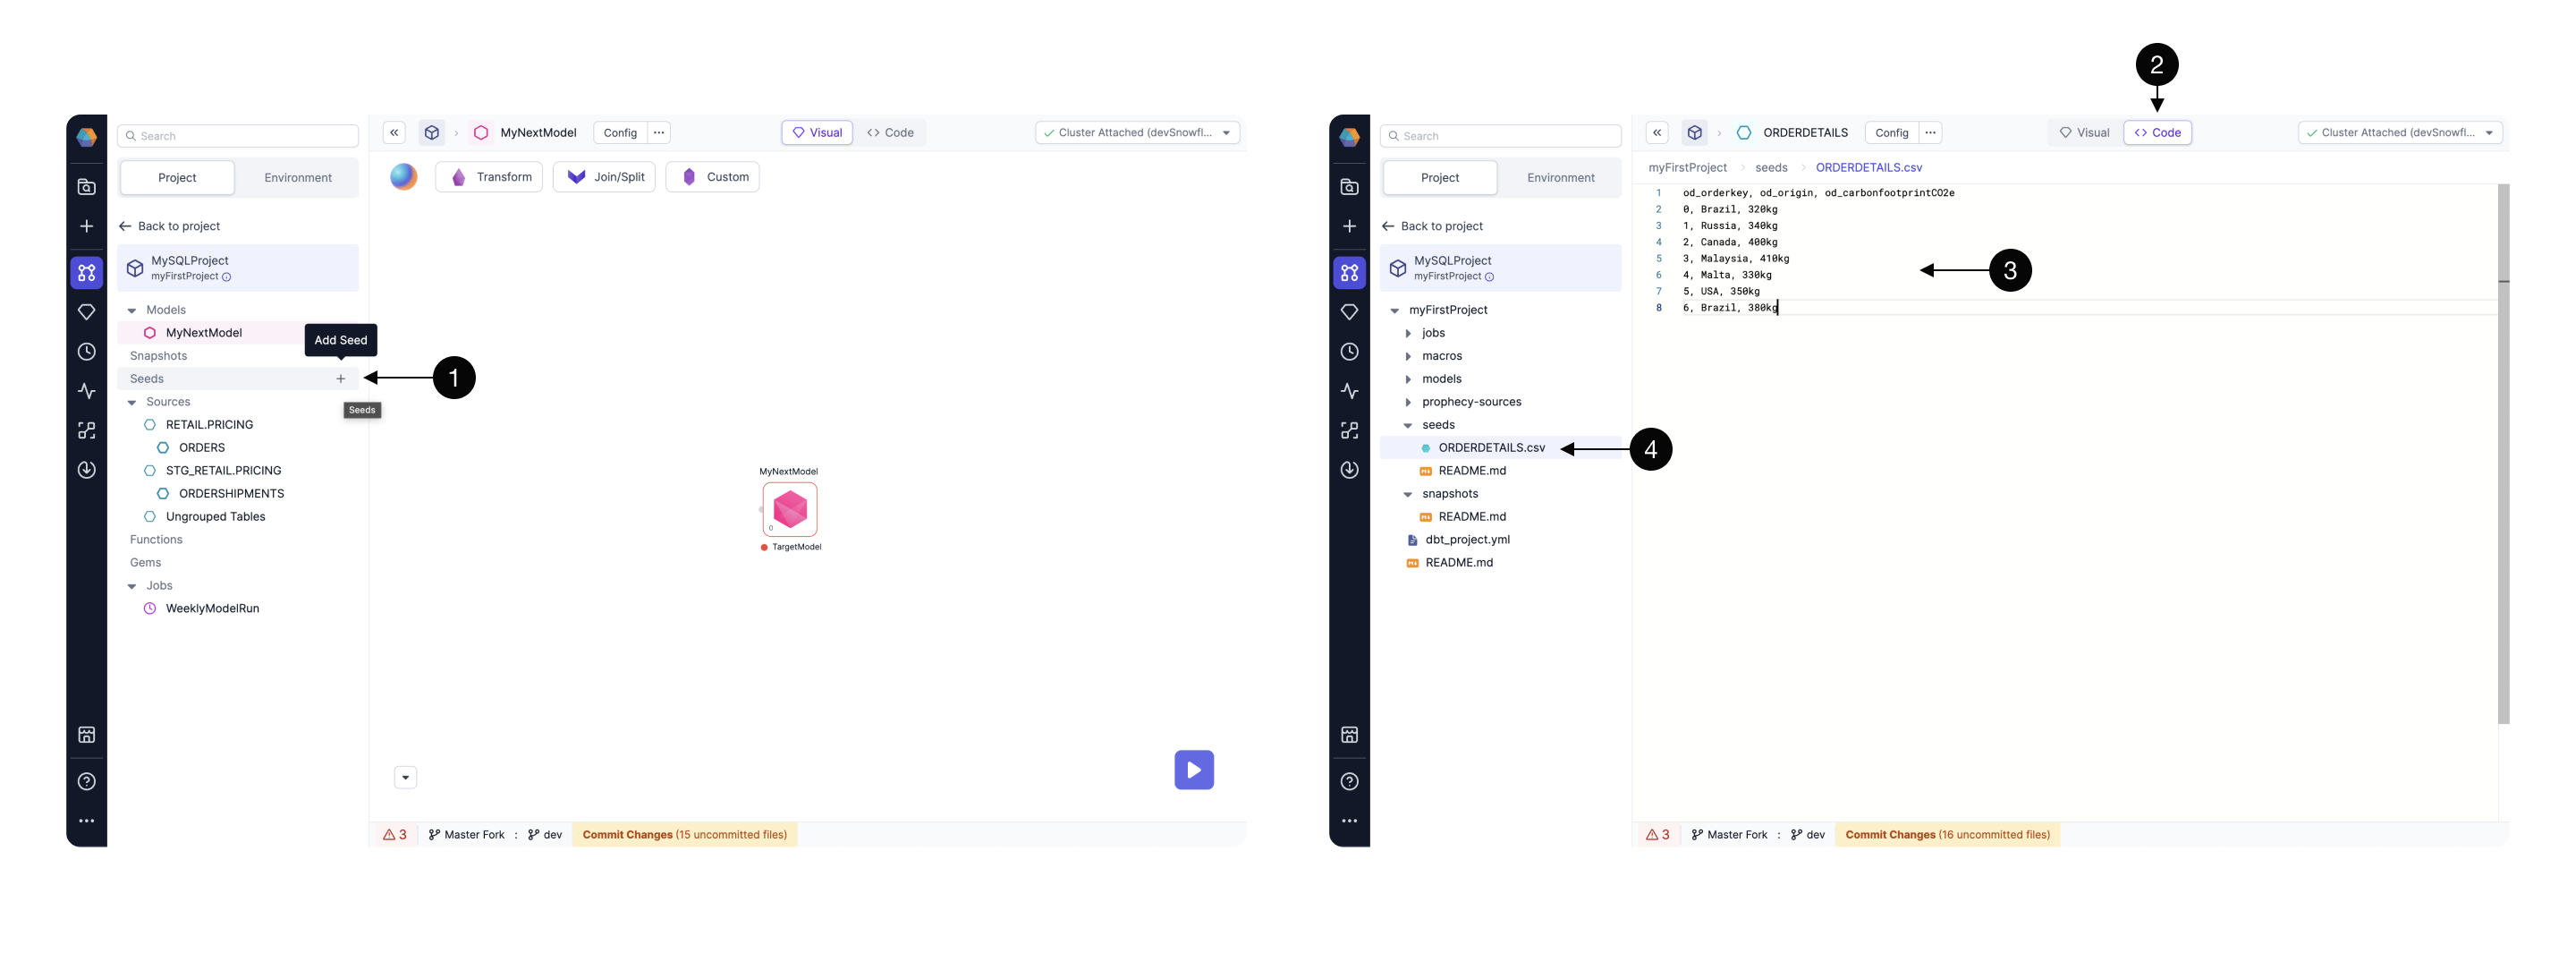 2
Search
MyNextModel
Config
Visual
Code
Cluster Attached (devSnowfl...
Project
Environment
Transform
Join/Split
Custom
Back to project
MySQLProject
myFirstProject
Models
MyNextModel
Add Seed
Snapshots
Seeds
1
Sources
Seeds
RETAIL.PRICING
ORDERS
STG_RETAIL.PRICING
ORDERSHIPMENTS
Ungrouped Tables
Functions
Gems
Jobs
WeeklyModelRun
MyNextModel
0
TargetModel
3
Master Fork : dev
Commit Changes (15 uncommitted files)
Search
ORDERDETAILS
Config
Visual
Code
Cluster Attached (devSnowfl...
Project
Environment
myFirstProject > seeds > ORDERDETAILS.csv
1 od_orderkey, od_origin, od_carbonfootprintCO2e
2 0, Brazil, 320kg
3 1, Russia, 340kg
4 2, Canada, 400kg
5 3, Malaysia, 410kg
6 4, Malta, 330kg
7 5, USA, 350kg
8 6, Brazil, 380kg
3
Back to project
MySQLProject
myFirstProject
myFirstProject
jobs
macros
models
prophecy-sources
seeds
ORDERDETAILS.csv
4
README.md
snapshots
README.md
dbt_project.yml
README.md
3
Master Fork : dev
Commit Changes (16 uncommitted files)